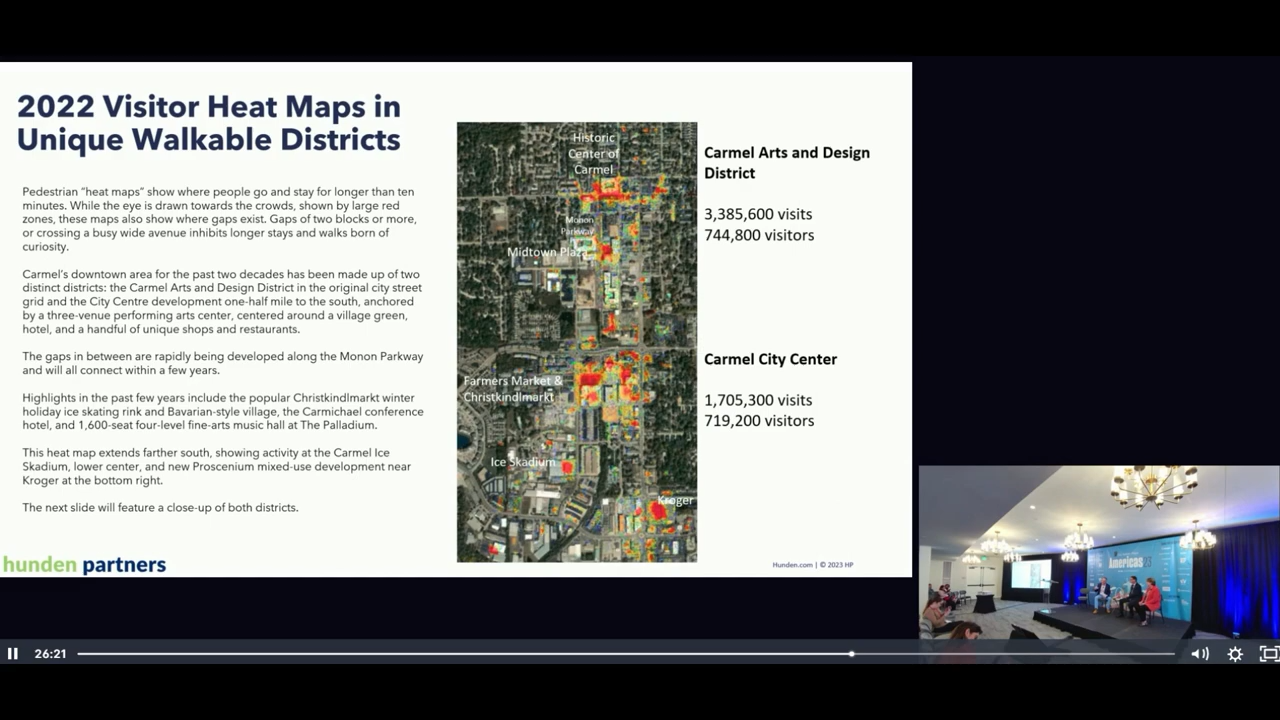 2022 Visitor Heat Maps in
Unique Walkable Districts
Pedestrian “heat maps” show where people go and stay for longer than ten
minutes. While the eye is drawn towards the crowds, shown by large red
zones, these maps also show where gaps exist. Gaps of two blocks or more,
or crossing a busy wide avenue inhibits longer stays and walks born of
curiosity.
Carmel’s downtown area for the past two decades has been made up of two
distinct districts: the Carmel Arts and Design District in the original city street
grid and the City Centre development one-half mile to the south, anchored
by a three-venue performing arts center, centered around a village green,
hotel, and a handful of unique shops and restaurants.
The gaps in between are rapidly being developed along the Monon Parkway
and will all connect within a few years.
Highlights in the past few years include the popular Christkindlmarkt winter
holiday ice skating rink and Bavarian-style village, the Carmichael conference
hotel, and 1,600-seat four-level fine-arts music hall at The Palladium.
This heat map extends farther south, showing activity at the Carmel Ice
Skadium, lower center, and new Proscenium mixed-use development near
Kroger at the bottom right.
The next slide will feature a close-up of both districts.
hunden partners
Historic
Center of
Carmel
Monon
Parkway
Midtown Plaza
Farmers Market &
Christkindlmarkt
Ice Skadium
Kroger
Carmel Arts and Design
District
3,385,600 visits
744,800 visitors
Carmel City Center
1,705,300 visits
719,200 visitors
Hunden.com | © 2023 HP
Americas
26:21